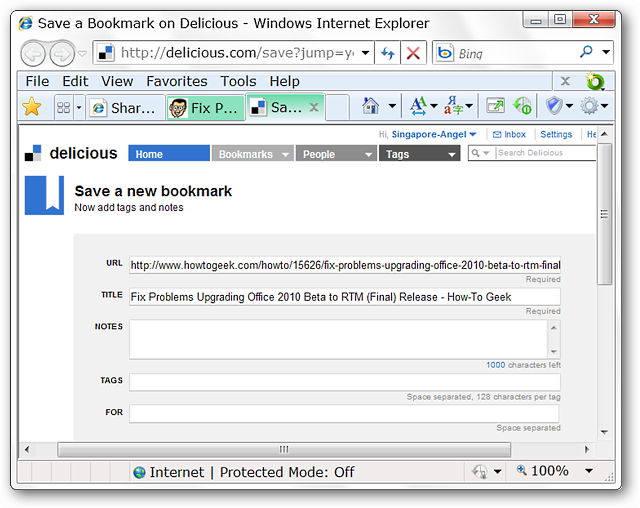 Save a Bookmark on Delicious - Windows Internet Explorer
http://delicious.com/save?jump=y
Bing
File Edit View Favorites Tools Help
Shar... Fix P... Sa...
Hi, Singapore-Angel Inbox Settings He
delicious Home Bookmarks People Tags Search Delicious
Save a new bookmark
Now add tags and notes
URL http://www.howtogeek.com/howto/15626/fix-problems-upgrading-office-2010-beta-to-rtm-final
Required
TITLE Fix Problems Upgrading Office 2010 Beta to RTM (Final) Release - How-To Geek
Required
NOTES
1000 characters left
TAGS
Space separated, 128 characters per tag
FOR
Space separated
Internet | Protected Mode: Off 100%